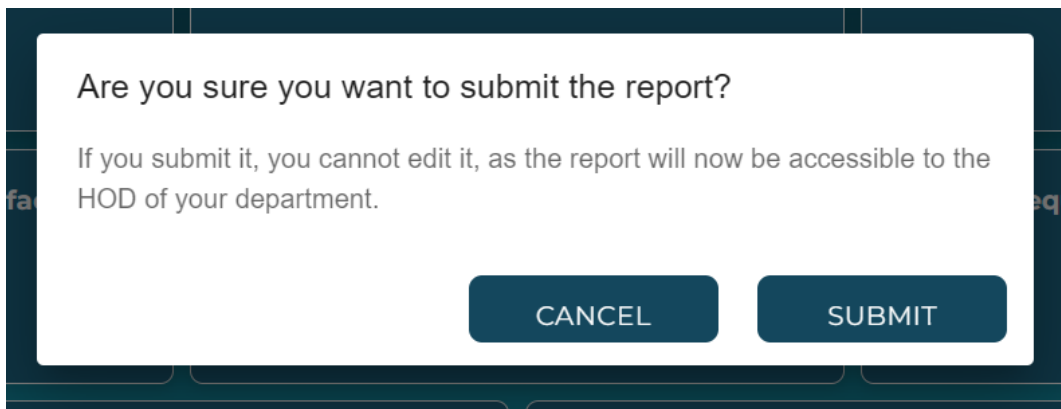 Are you sure you want to submit the report?
If you submit it, you cannot edit it, as the report will now be accessible to the
HOD of your department.
CANCEL SUBMIT